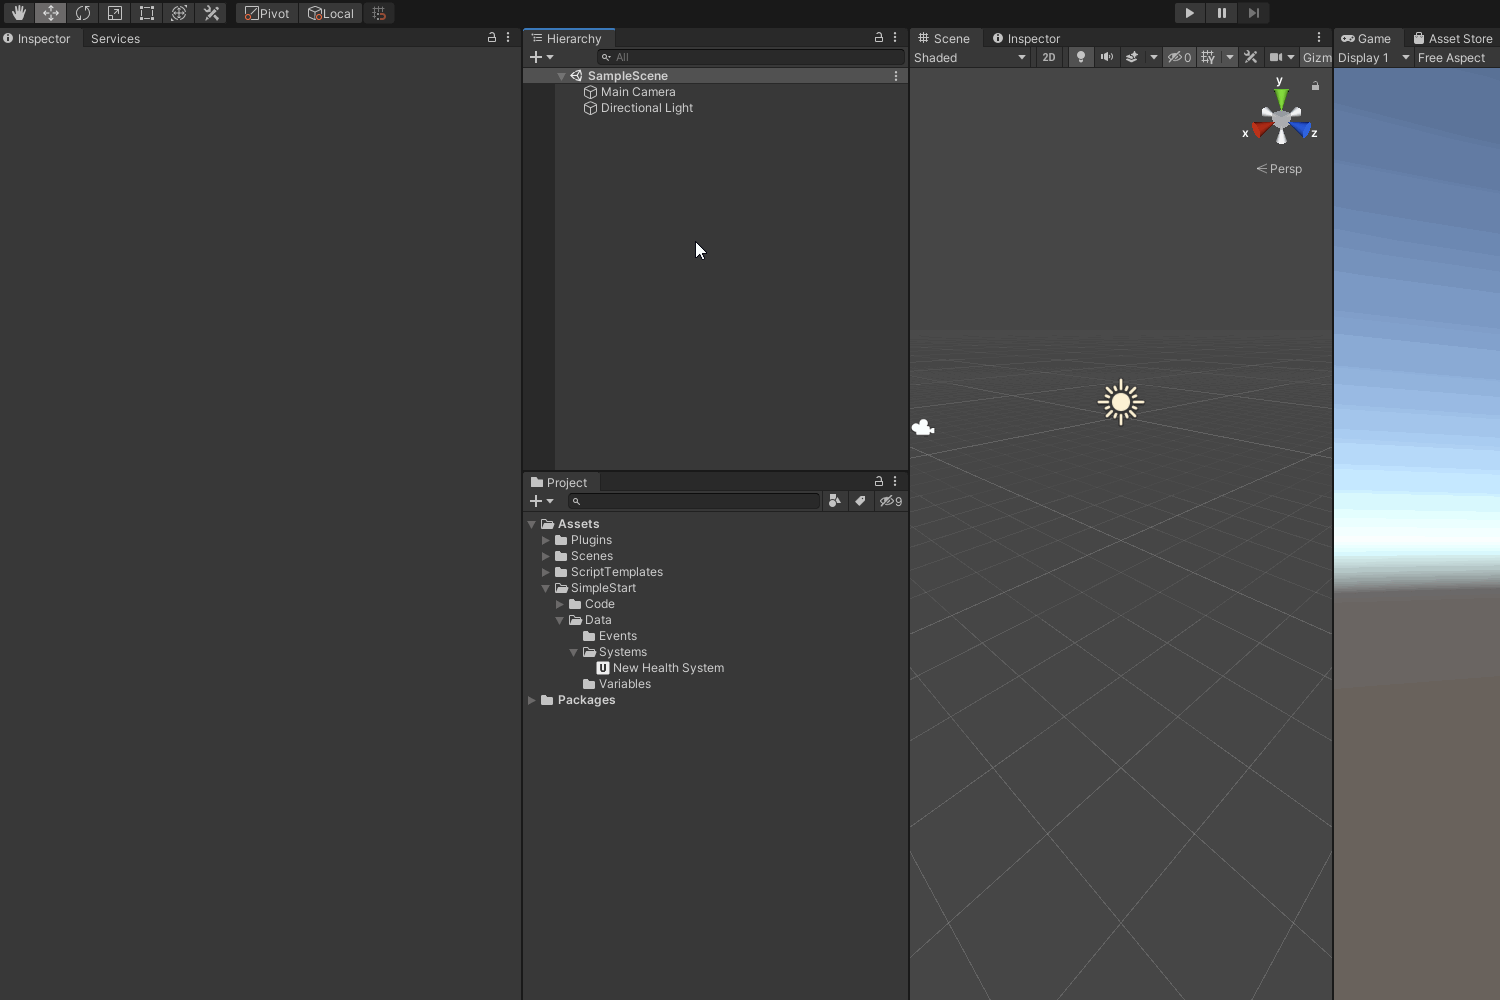 Pivot Local
Inspector Services
Hierarchy
All
SampleScene
Main Camera
Directional Light
Project
9
Assets
Plugins
Scenes
ScriptTemplates
SimpleStart
Code
Data
Events
Systems
U New Health System
Variables
Packages
Scene Inspector
Shaded 2D 0 Gizm
y
x z
Persp
Game Asset Store
Display 1 Free Aspect